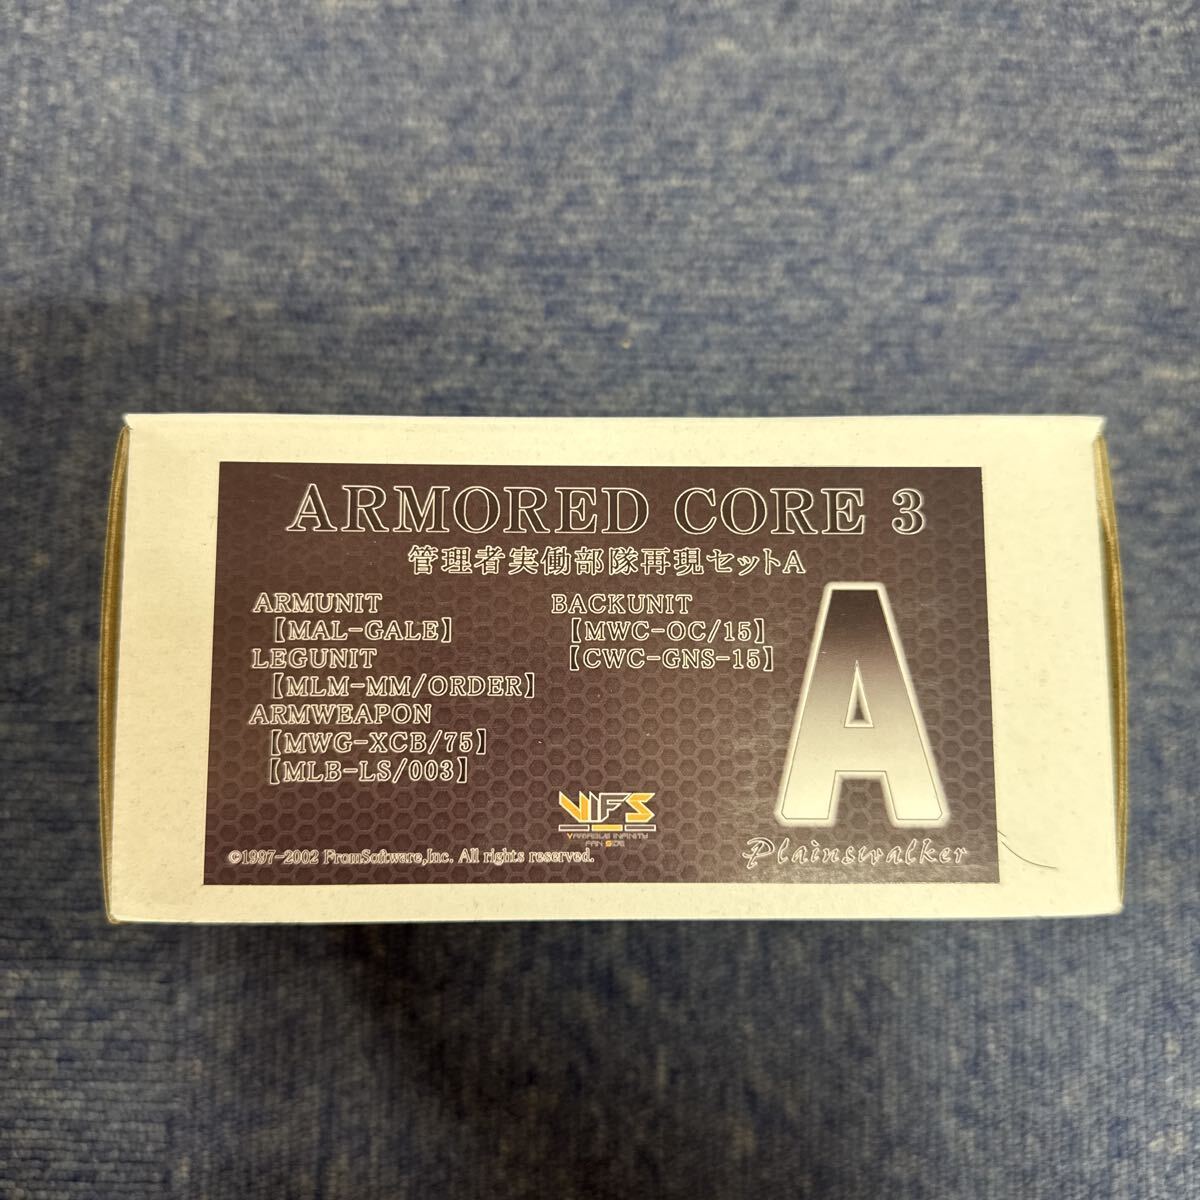 ARMORED CORE 3
管理者実働部隊再現セットA
ARMUNIT
【MAL-GALE】
LEGUNIT
【MLM-MM/ORDER】
ARMWEAPON
【MWG-XCB/75】
【MLB-LS/003】
BACKUNIT
【MWC-OC/15】
【CWC-GNS-15】
A
VIFS
VARIABLE INFINITY
FAN SIDE
©1997-2002 FromSoftware,Inc. All rights reserved.
Plainswalker